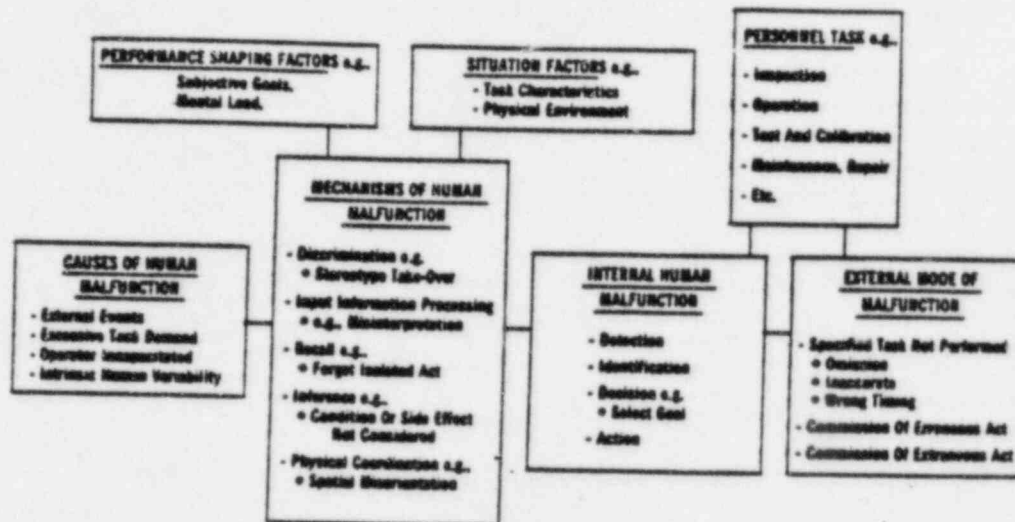 PERFORMANCE SHAPING FACTORS e.g.,
Subjective Goals,
Mental Load,
SITUATION FACTORS e.g.,
- Task Characteristics
- Physical Environment
PERSONNEL TASK e.g.,
- Inspection
- Operation
- Test And Calibration
- Maintenance, Repair
- Etc.
CAUSES OF HUMAN
MALFUNCTION
- External Events
- Excessive Task Demand
- Operator Incapacitated
- Intrinsic Human Variability
MECHANISMS OF HUMAN
MALFUNCTION
- Discrimination e.g.
* Stereotype Take-Over
- Input Information Processing
* e.g., Misinterpretation
- Recall e.g.,
* Forget Isolated Act
- Inference e.g.,
* Condition Or Side Effect
Not Considered
- Physical Coordination e.g.,
* Spatial Misorientation
INTERNAL HUMAN
MALFUNCTION
- Detection
- Identification
- Decision e.g.
* Select Goal
- Action
EXTERNAL MODE OF
MALFUNCTION
- Specified Task Not Performed
* Omission
* Inaccurate
* Wrong Timing
- Commission Of Erroneous Act
- Commission Of Extraneous Act